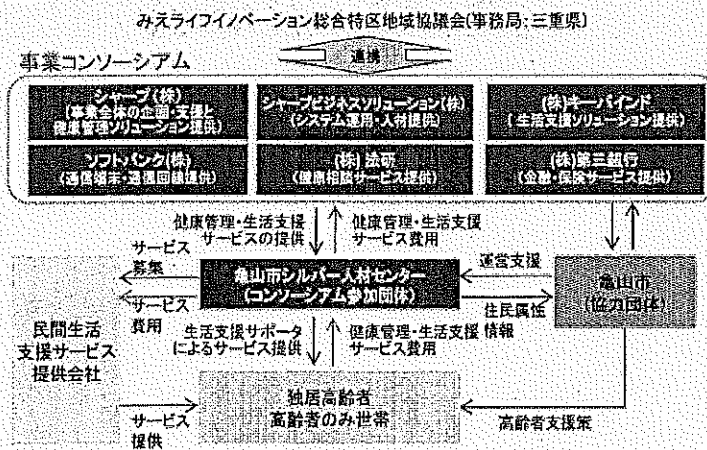 みえライフイノベーション総合特区地域協議会(事務局:三重県)
連携
事業コンソーシアム
シャープ(株)
(事業全体の企画・支援と
健康管理ソリューション提供)
シャープビジネスソリューション(株)
(システム運用・人材提供)
(株)キーバインド
(生活支援ソリューション提供)
ソフトバンク(株)
(通信端末・通信回線提供)
(株)法研
(健康相談サービス提供)
(株)第三銀行
(金融・保険サービス提供)
健康管理・生活支援
サービスの提供
健康管理・生活支援
サービス費用
サービス
募集
サービス
費用
亀山市シルバー人材センター
(コンソーシアム参加団体)
運営支援
住民属性
情報
亀山市
(協力団体)
民間生活
支援サービス
提供会社
生活支援サポータ
によるサービス提供
健康管理・生活支援
サービス費用
サービス
提供
独居高齢者
高齢者のみ世帯
高齢者支援策